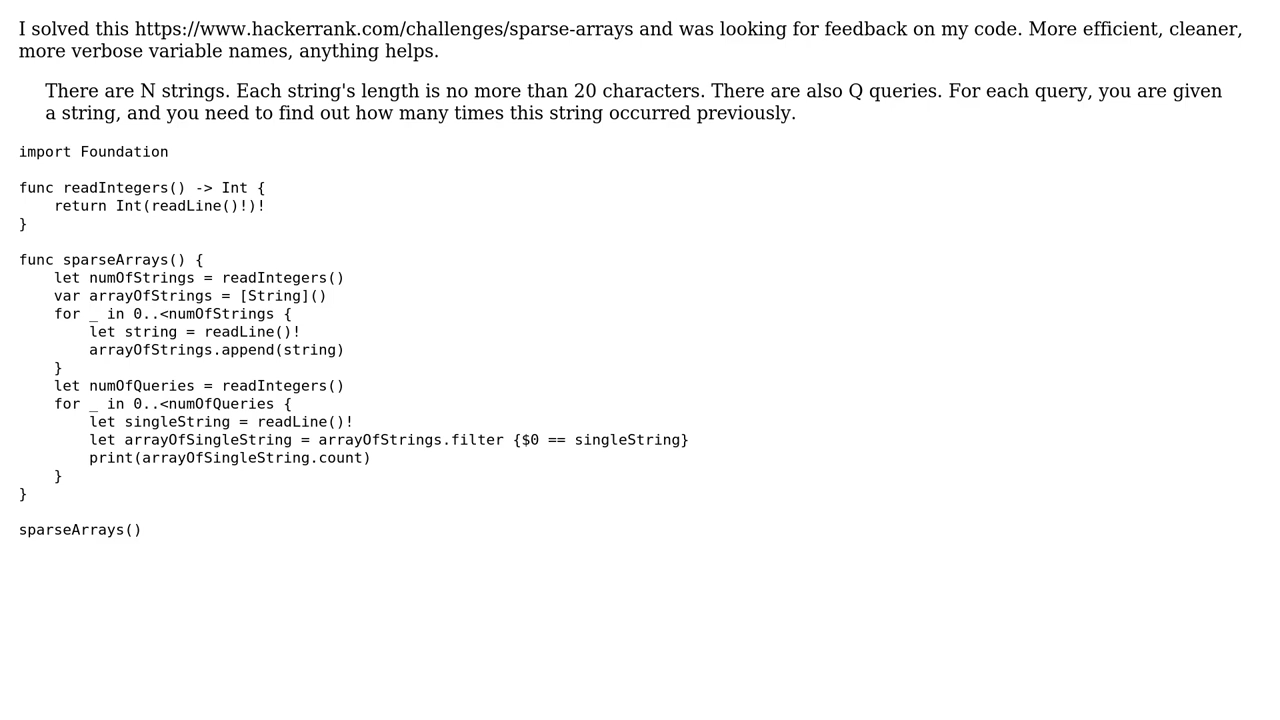 I solved this https://www.hackerrank.com/challenges/sparse-arrays and was looking for feedback on my code. More efficient, cleaner,
more verbose variable names, anything helps.
There are N strings. Each string's length is no more than 20 characters. There are also Q queries. For each query, you are given
a string, and you need to find out how many times this string occurred previously.
import Foundation
func readIntegers() -> Int {
    return Int(readLine()!)!
}
func sparseArrays() {
    let numOfStrings = readIntegers()
    var arrayOfStrings = [String]()
    for _ in 0..<numOfStrings {
        let string = readLine()!
        arrayOfStrings.append(string)
    }
    let numOfQueries = readIntegers()
    for _ in 0..<numOfQueries {
        let singleString = readLine()!
        let arrayOfSingleString = arrayOfStrings.filter {$0 == singleString}
        print(arrayOfSingleString.count)
    }
}
sparseArrays()